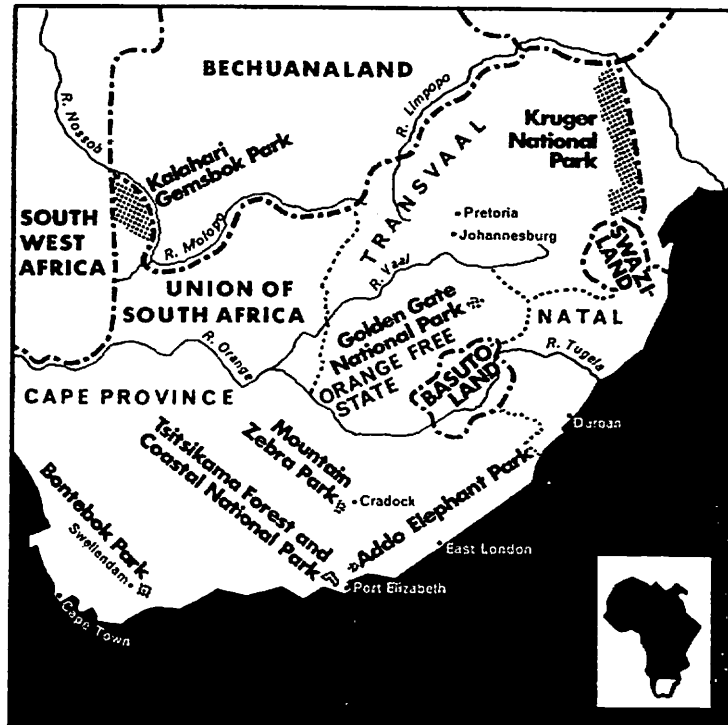 BECHUANALAND
R. Nossob
R. Limpopo
Kruger
National
Park
Kalahari
Gemsbok Park
TRANSVAAL
Pretoria
Johannesburg
SOUTH
WEST
AFRICA
R. Molopo
SWAZI
LAND
R. Vaal
UNION OF
SOUTH AFRICA
Golden Gate
National Park
NATAL
R. Orange
ORANGE FREE
STATE
R. Tugela
BASUTO
LAND
CAPE PROVINCE
Durban
Mountain
Zebra Park
Cradock
Tsitsikama Forest and
Coastal National Park
Addo Elephant Park
Bontebok Park
Swellendam
East London
Port Elizabeth
Cape Town